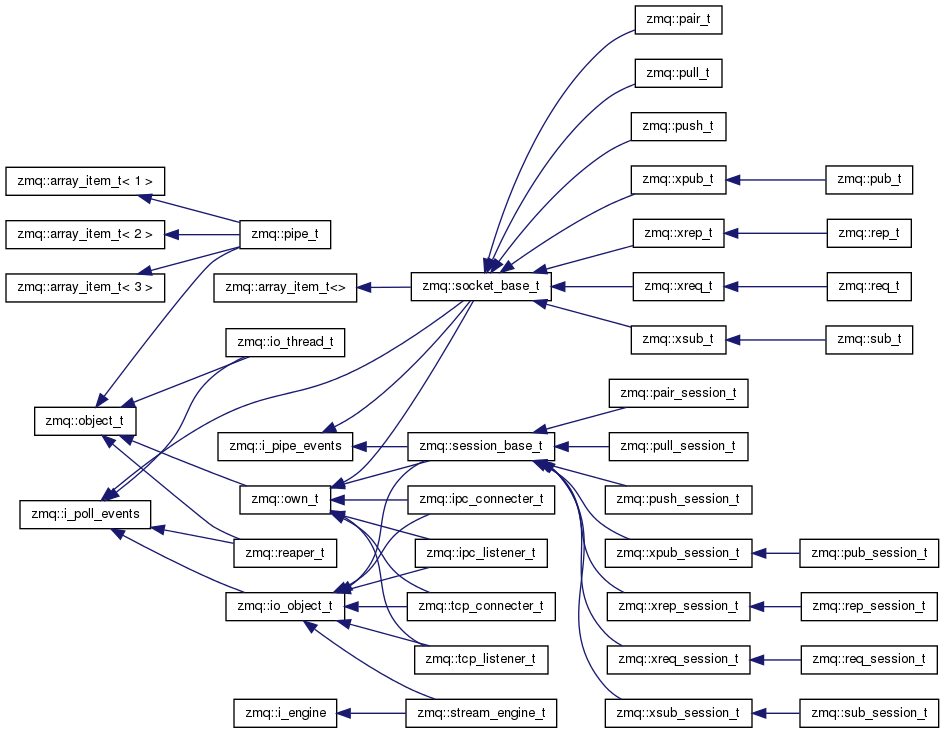 zmq::pair_t
zmq::pull_t
zmq::push_t
zmq::array_item_t< 1 >
zmq::xpub_t
zmq::pub_t
zmq::array_item_t< 2 >
zmq::pipe_t
zmq::xrep_t
zmq::rep_t
zmq::array_item_t< 3 >
zmq::array_item_t<>
zmq::socket_base_t
zmq::xreq_t
zmq::req_t
zmq::io_thread_t
zmq::xsub_t
zmq::sub_t
zmq::pair_session_t
zmq::object_t
zmq::i_pipe_events
zmq::session_base_t
zmq::pull_session_t
zmq::own_t
zmq::ipc_connecter_t
zmq::push_session_t
zmq::i_poll_events
zmq::reaper_t
zmq::ipc_listener_t
zmq::xpub_session_t
zmq::pub_session_t
zmq::io_object_t
zmq::tcp_connecter_t
zmq::xrep_session_t
zmq::rep_session_t
zmq::tcp_listener_t
zmq::xreq_session_t
zmq::req_session_t
zmq::i_engine
zmq::stream_engine_t
zmq::xsub_session_t
zmq::sub_session_t